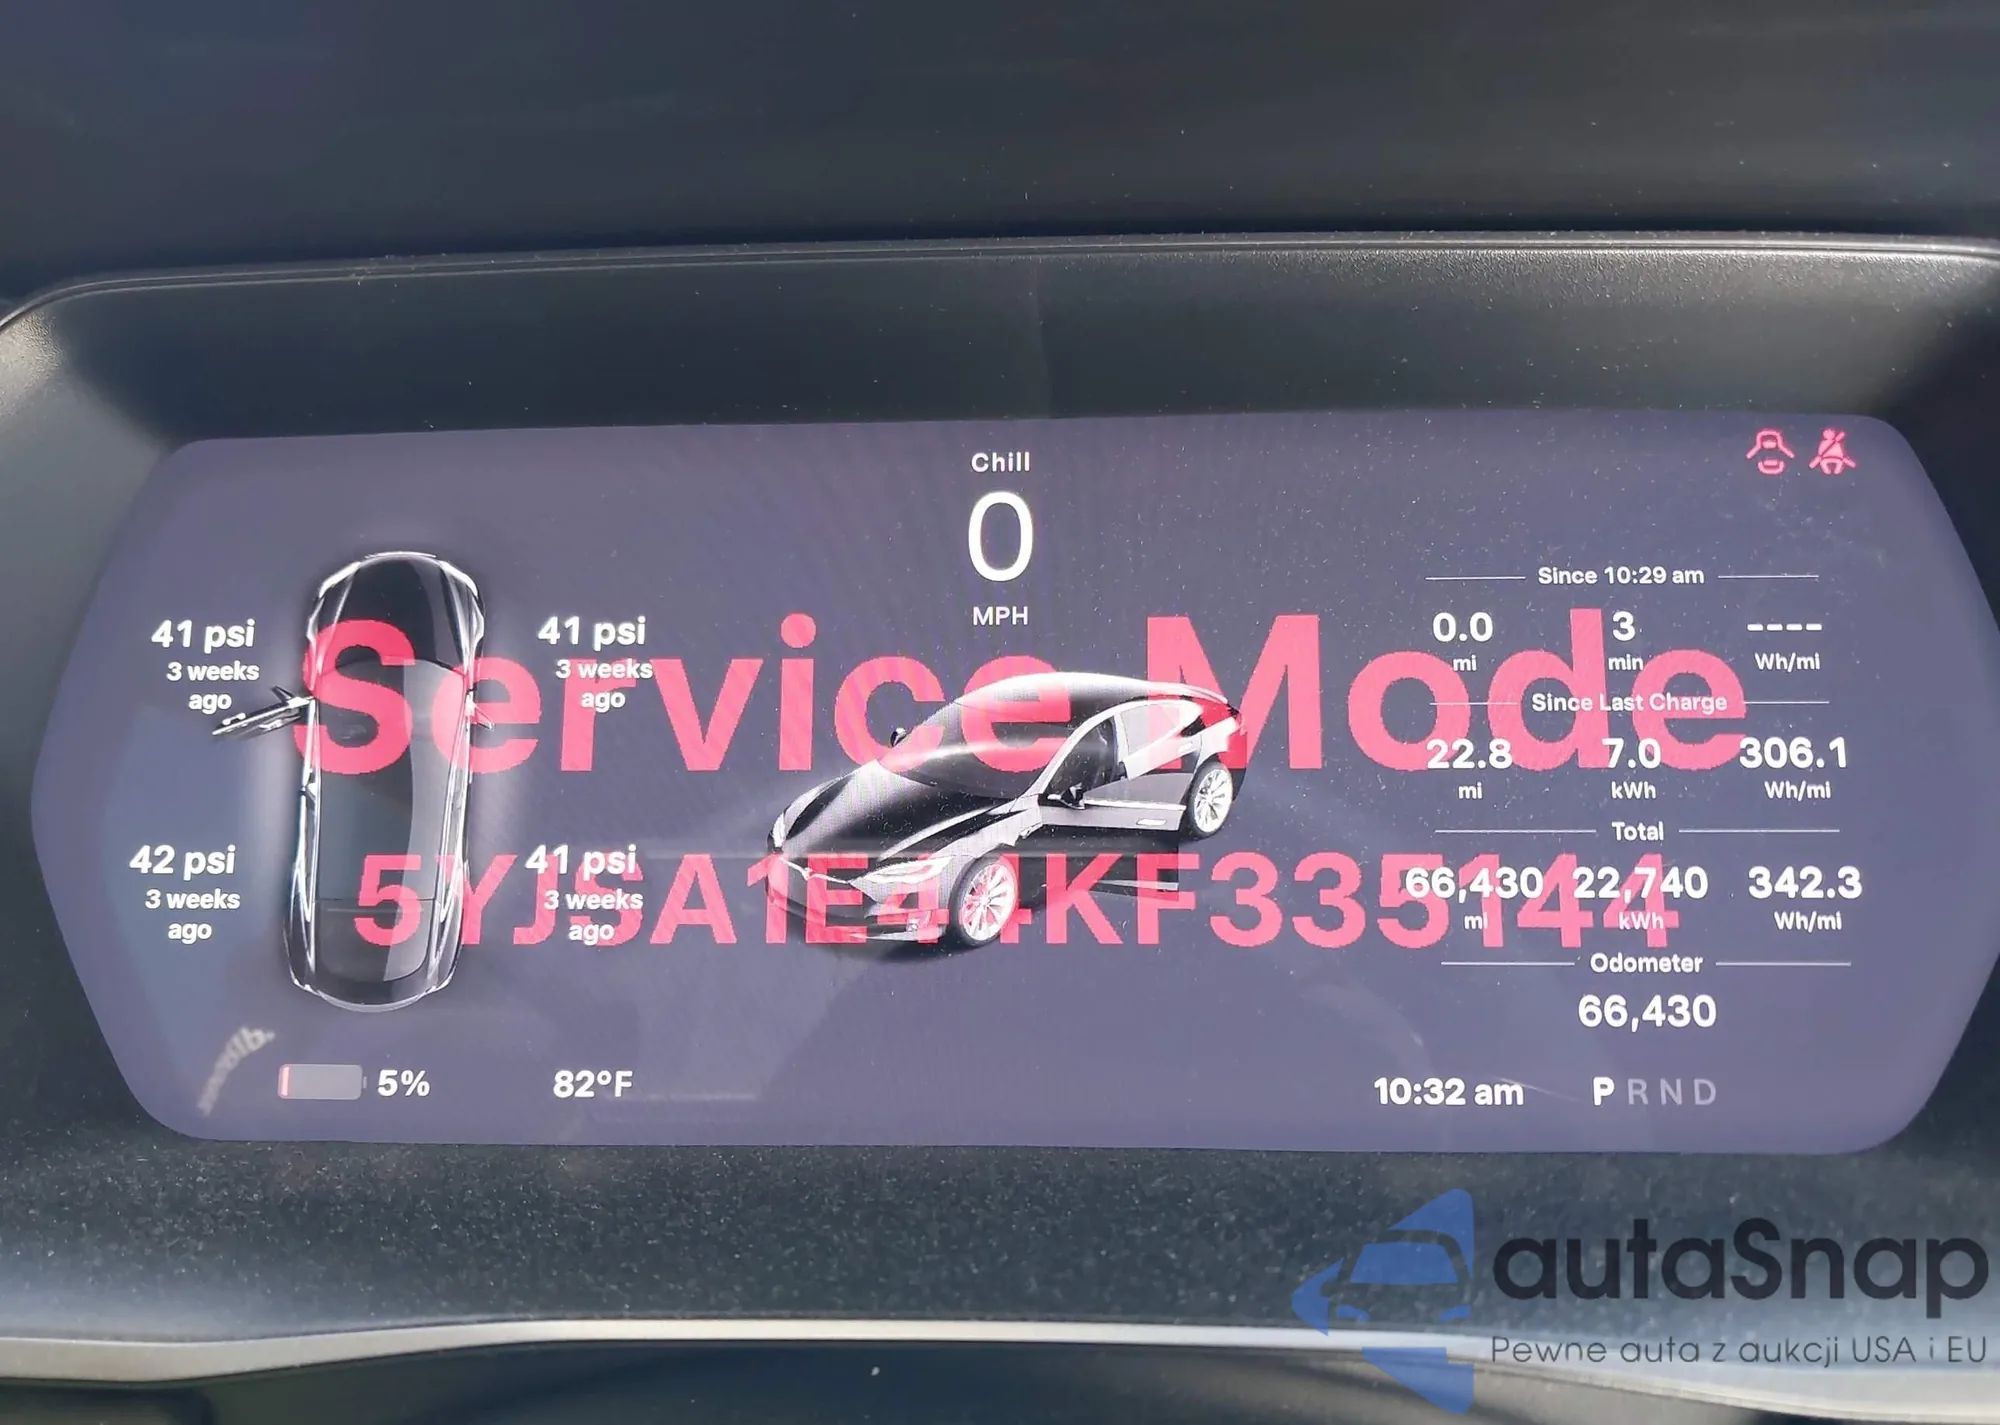 Chill
0
MPH
Service Mode
5YJSA1E44KF335144
41 psi
3 weeks
ago
41 psi
3 weeks
ago
42 psi
3 weeks
ago
41 psi
3 weeks
ago
5%
82°F
Since 10:29 am
0.0 3 ----
mi min Wh/mi
Since Last Charge
22.8 7.0 306.1
mi kWh Wh/mi
Total
66,430 22,740 342.3
mi kWh Wh/mi
Odometer
66,430
10:32 am P R N D
autaSnap
Pewne auta z aukcji USA i EU